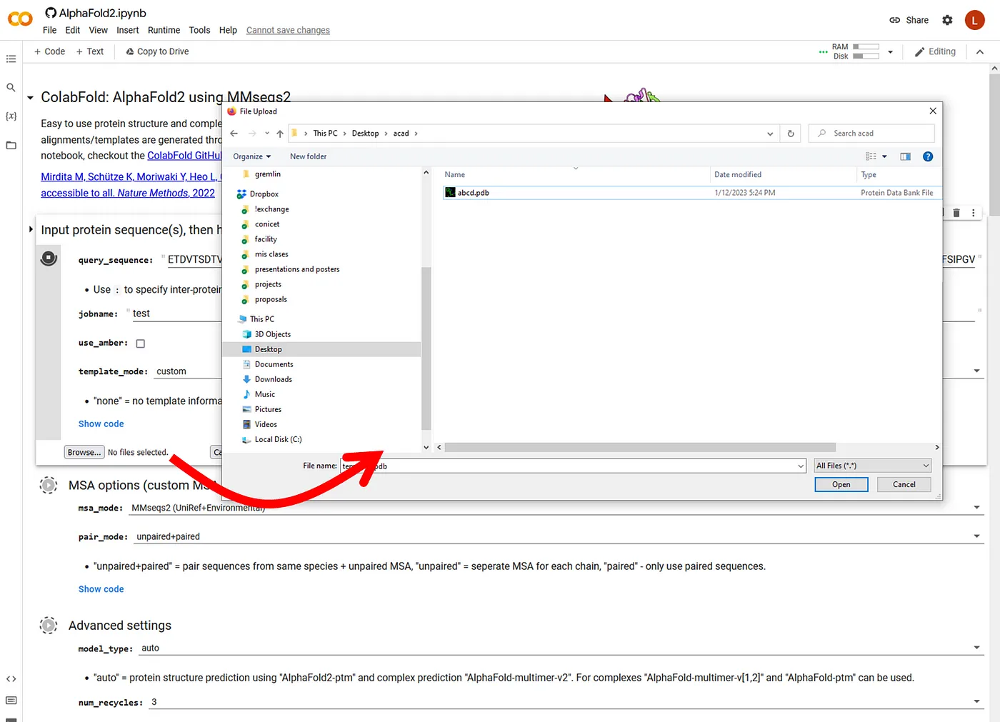 AlphaFold2.ipynb
File Edit View Insert Runtime Tools Help Cannot save changes
Share
L
+ Code + Text Copy to Drive
RAM
Disk
Editing
ColabFold: AlphaFold2 using MMseqs2
Easy to use protein structure and comple
alignments/templates are generated thro
notebook, checkout the ColabFold GitHu
Mirdita M, Schütze K, Moriwaki Y, Heo L,
accessible to all. Nature Methods, 2022
Input protein sequence(s), then h
query_sequence: " ETDVTSDTV
FSIPGV "
• Use : to specify inter-protein
jobname: " test
"
use_amber:
template_mode: custom
• "none" = no template informa
Show code
Browse... No files selected. Ca
File Upload
This PC > Desktop > acad >
Search acad
Organize New folder
gremlin
Dropbox
!exchange
conicet
facility
mis clases
presentations and posters
projects
proposals
This PC
3D Objects
Desktop
Documents
Downloads
Music
Pictures
Videos
Local Disk (C:)
Name Date modified Type
abcd.pdb 1/12/2023 5:24 PM Protein Data Bank File
File name: pdb
All Files (*.*)
Open Cancel
MSA options (custom MSA
msa_mode: MMseqs2 (UniRef+Environmental)
pair_mode: unpaired+paired
• "unpaired+paired" = pair sequences from same species + unpaired MSA, "unpaired" = seperate MSA for each chain, "paired" - only use paired sequences.
Show code
Advanced settings
model_type: auto
• "auto" = protein structure prediction using "AlphaFold2-ptm" and complex prediction "AlphaFold-multimer-v2". For complexes "AlphaFold-multimer-v[1,2]" and "AlphaFold-ptm" can be used.
num_recycles: 3